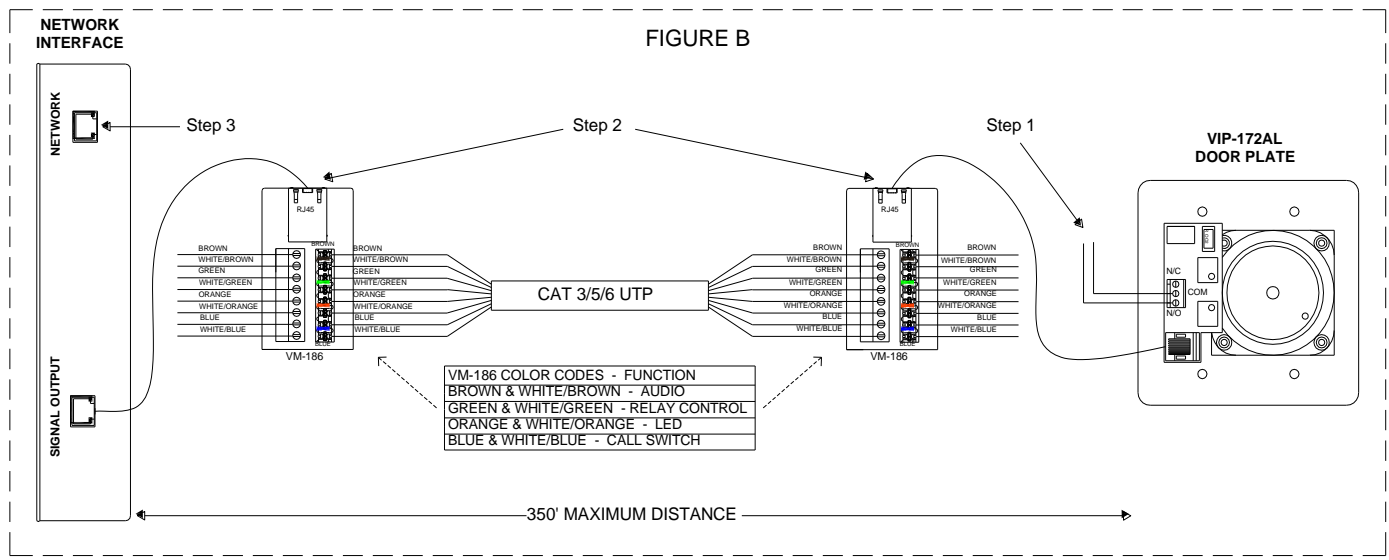 NETWORK
INTERFACE
FIGURE B
NETWORK
Step 3
Step 2
Step 1
VIP-172AL
DOOR PLATE
RJ45
RJ45
BROWN
WHITE/BROWN
GREEN
WHITE/GREEN
ORANGE
WHITE/ORANGE
BLUE
WHITE/BLUE
BROWN
BROWN
WHITE/BROWN
GREEN
WHITE/GREEN
ORANGE
WHITE/ORANGE
BLUE
WHITE/BLUE
BLUE
VM-186
CAT 3/5/6 UTP
BROWN
WHITE/BROWN
GREEN
WHITE/GREEN
ORANGE
WHITE/ORANGE
BLUE
WHITE/BLUE
BROWN
BROWN
WHITE/BROWN
GREEN
WHITE/GREEN
ORANGE
WHITE/ORANGE
BLUE
WHITE/BLUE
BLUE
VM-186
N/C
COM
N/O
SIGNAL OUTPUT
VM-186 COLOR CODES - FUNCTION
BROWN & WHITE/BROWN - AUDIO
GREEN & WHITE/GREEN - RELAY CONTROL
ORANGE & WHITE/ORANGE - LED
BLUE & WHITE/BLUE - CALL SWITCH
350' MAXIMUM DISTANCE